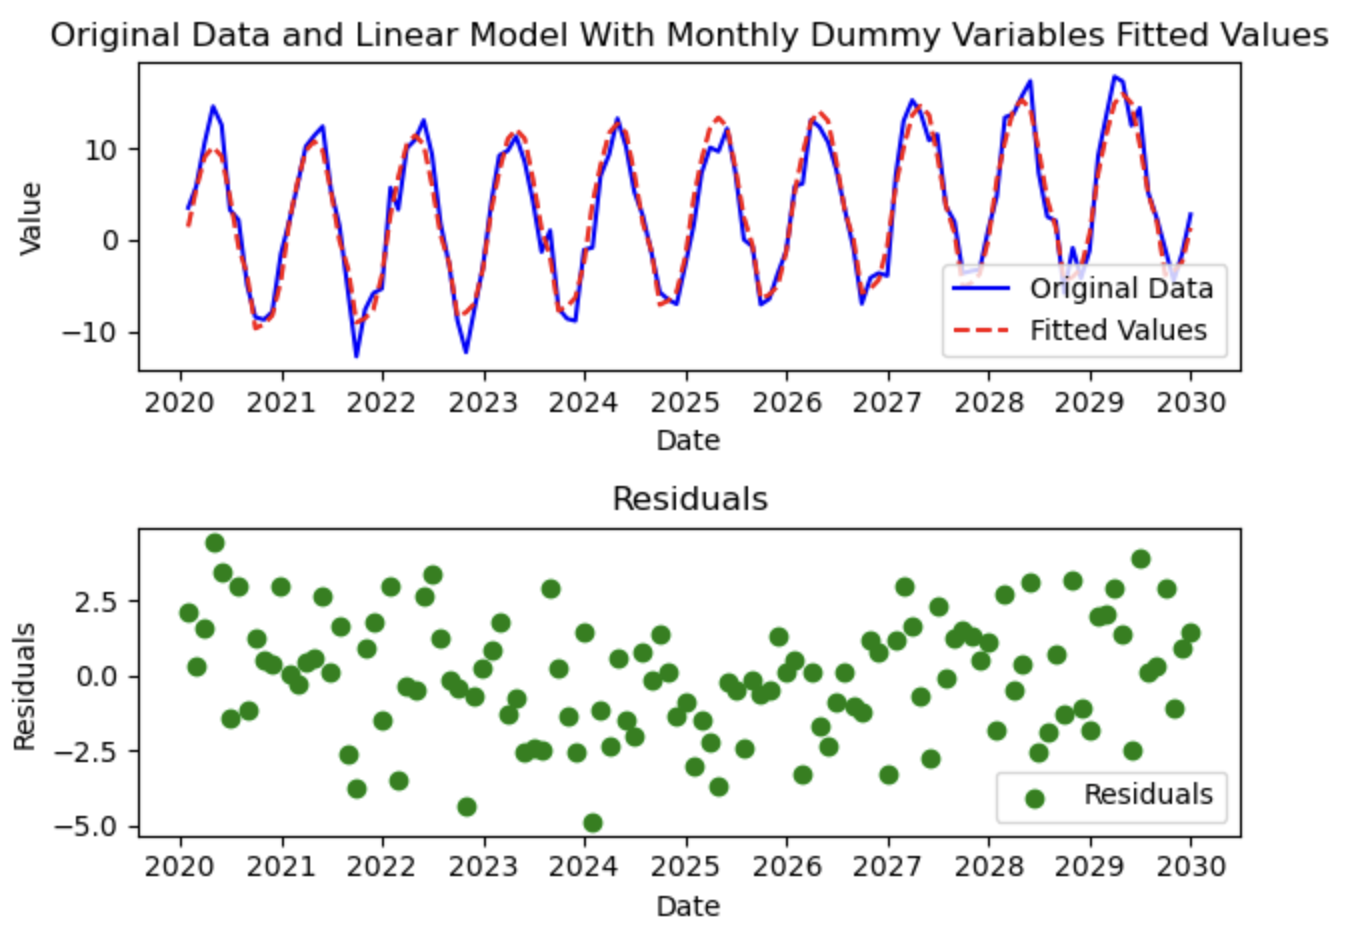 Original Data and Linear Model With Monthly Dummy Variables Fitted Values
Value
10
0
−10
Original Data
Fitted Values
2020 2021 2022 2023 2024 2025 2026 2027 2028 2029 2030
Date
Residuals
Residuals
2.5
0.0
−2.5
−5.0
Residuals
2020 2021 2022 2023 2024 2025 2026 2027 2028 2029 2030
Date